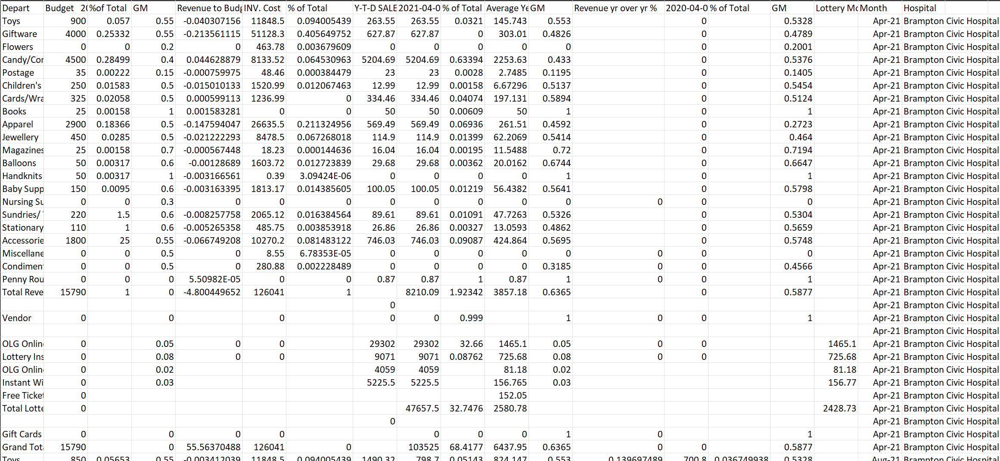 Depart Budget 20 %of Total GM Revenue to Budg INV. Cost % of Total Y-T-D SALE 2021-04-0 % of Total Average Ye GM Revenue yr over yr % 2020-04-0 % of Total GM Lottery Mo Month Hospital
Toys 900 0.057 0.55 -0.040307156 11848.5 0.094005439 263.55 263.55 0.0321 145.743 0.553 0 0.5328 Apr-21 Brampton Civic Hospital
Giftware 4000 0.25332 0.55 -0.213561115 51128.3 0.405649752 627.87 627.87 0 303.01 0.4826 0 0.4789 Apr-21 Brampton Civic Hospital
Flowers 0 0 0.2 0 463.78 0.003679609 0 0 0 0 0 0 0.2001 Apr-21 Brampton Civic Hospital
Candy/Con 4500 0.28499 0.4 0.044628879 8133.52 0.064530963 5204.69 5204.69 0.63394 2253.63 0.433 0 0.5376 Apr-21 Brampton Civic Hospital
Postage 35 0.00222 0.15 -0.000759975 48.46 0.000384479 23 23 0.0028 2.7485 0.1195 0 0.1405 Apr-21 Brampton Civic Hospital
Children's 250 0.01583 0.5 -0.015010133 1520.99 0.012067463 12.99 12.99 0.00158 6.67296 0.5137 0 0.5454 Apr-21 Brampton Civic Hospital
Cards/Wra 325 0.02058 0.5 0.000599113 1236.99 0 334.46 334.46 0.04074 197.131 0.5894 0 0.5124 Apr-21 Brampton Civic Hospital
Books 25 0.00158 1 0.001583281 0 0 50 50 0.00609 50 1 0 1 Apr-21 Brampton Civic Hospital
Apparel 2900 0.18366 0.5 -0.147594047 26635.5 0.211324956 569.49 569.49 0.06936 261.51 0.4592 0 0.2723 Apr-21 Brampton Civic Hospital
Jewellery 450 0.0285 0.5 -0.021222293 8478.5 0.067268018 114.9 114.9 0.01399 62.2069 0.5414 0 0.464 Apr-21 Brampton Civic Hospital
Magazines 25 0.00158 0.7 -0.000567448 18.23 0.000144636 16.04 16.04 0.00195 11.5488 0.72 0 0.7194 Apr-21 Brampton Civic Hospital
Balloons 50 0.00317 0.6 -0.00128689 1603.72 0.012723839 29.68 29.68 0.00362 20.0162 0.6744 0 0.6647 Apr-21 Brampton Civic Hospital
Handknits 50 0.00317 1 -0.003166561 0.39 3.09424E-06 0 0 0 0 1 0 1 Apr-21 Brampton Civic Hospital
Baby Supp 150 0.0095 0.6 -0.003163395 1813.17 0.014385605 100.05 100.05 0.01219 56.4382 0.5641 0 0.5798 Apr-21 Brampton Civic Hospital
Nursing Su 0 0 0.3 0 0 0 0 0 0 0 0 0 0 0 Apr-21 Brampton Civic Hospital
Sundries/ 220 1.5 0.6 -0.008257758 2065.12 0.016384564 89.61 89.61 0.01091 47.7263 0.5326 0 0.5304 Apr-21 Brampton Civic Hospital
Stationary 110 1 0.6 -0.005265358 485.75 0.003853918 26.86 26.86 0.00327 13.0593 0.4862 0 0.5659 Apr-21 Brampton Civic Hospital
Accessorie 1800 25 0.55 -0.066749208 10270.2 0.081483122 746.03 746.03 0.09087 424.864 0.5695 0 0.5748 Apr-21 Brampton Civic Hospital
Miscellane 0 0 0.5 0 8.55 6.78353E-05 0 0 0 0 0 0 0 0 Apr-21 Brampton Civic Hospital
Condiment 0 0 0.5 0 280.88 0.002228489 0 0 0 0 0.3185 0 0 0.4566 Apr-21 Brampton Civic Hospital
Penny Rou 0 0 0 5.50982E-05 0 0 0.87 0.87 1 0.87 1 0 0 1 Apr-21 Brampton Civic Hospital
Total Reve 15790 1 0 -4.800449652 126041 1 8210.09 1.92342 3857.18 0.6365 0 0.5877 Apr-21 Brampton Civic Hospital
0 Apr-21 Brampton Civic Hospital
Vendor 0 0 0 0 0 0.999 1 0 0 1 Apr-21 Brampton Civic Hospital
Apr-21 Brampton Civic Hospital
OLG Onlin 0 0.05 0 0 29302 29302 32.66 1465.1 0.05 0 0 1465.1 Apr-21 Brampton Civic Hospital
Lottery Ins 0 0.08 0 0 9071 9071 0.08762 725.68 0.08 0 0 725.68 Apr-21 Brampton Civic Hospital
OLG Onlin 0 0.02 4059 4059 81.18 0.02 81.18 Apr-21 Brampton Civic Hospital
Instant Wi 0 0.03 5225.5 5225.5 156.765 0.03 156.77 Apr-21 Brampton Civic Hospital
Free Ticket 0 152.05 Apr-21 Brampton Civic Hospital
Total Lotte 0 47657.5 32.7476 2580.78 2428.73 Apr-21 Brampton Civic Hospital
0 Apr-21 Brampton Civic Hospital
Gift Cards 0 0 0 0 0 0 0 1 0 1 Apr-21 Brampton Civic Hospital
Grand Tota 15790 0 55.56370488 126041 0 103525 68.4177 6437.95 0.6365 0 0 0.5877 Apr-21 Brampton Civic Hospital
Toys 850 0.05653 0.55 -0.003412039 11848.5 0.094005439 1490.32 798.7 0.05143 824.147 0.553 0.139697489 700.8 0.036749938 0.5328 Aug-21 Brampton Civic Hospital